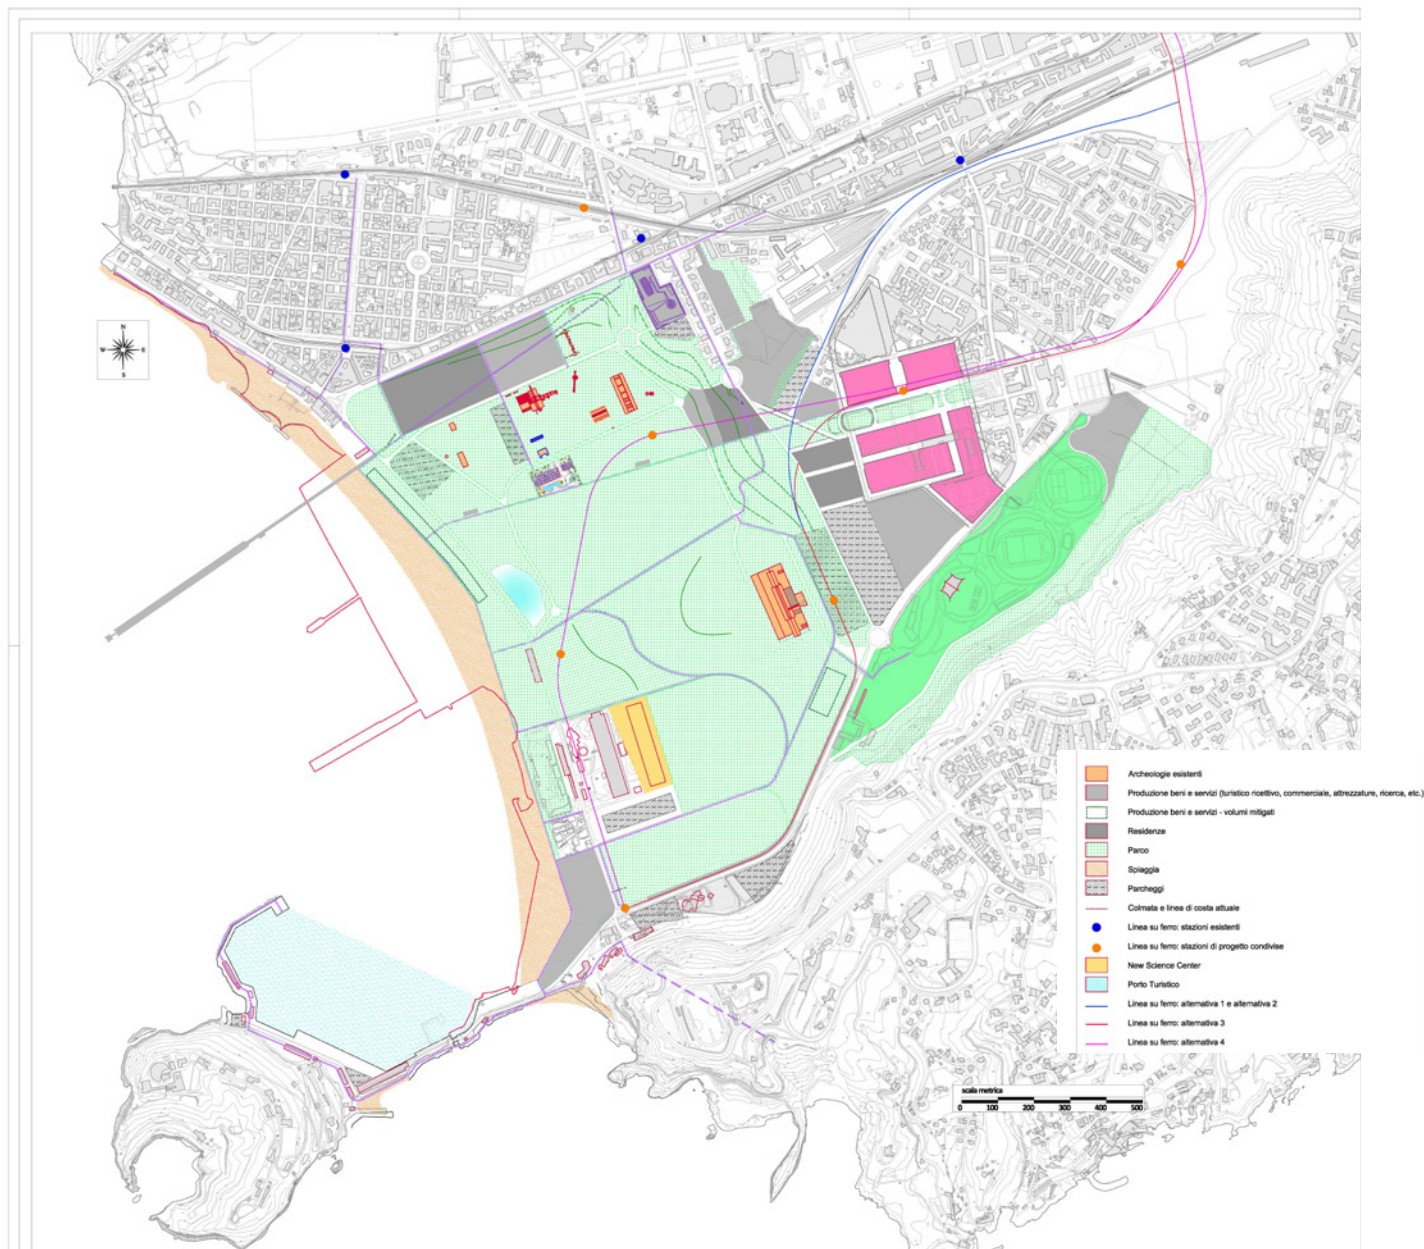 N
W
E
S
Archeologie esistenti
Produzione beni e servizi (turistico ricettivo, commerciale, attrezzature, ricerca, etc.)
Produzione beni e servizi - volumi mitigati
Residenze
Parco
Spiaggia
Parcheggi
Colmata e linea di costa attuale
Linea su ferro: stazioni esistenti
Linea su ferro: stazioni di progetto condivise
New Science Center
Porto Turistico
Linea su ferro: alternativa 1 e alternativa 2
Linea su ferro: alternativa 3
Linea su ferro: alternativa 4
scala metrica
0 100 200 300 400 500